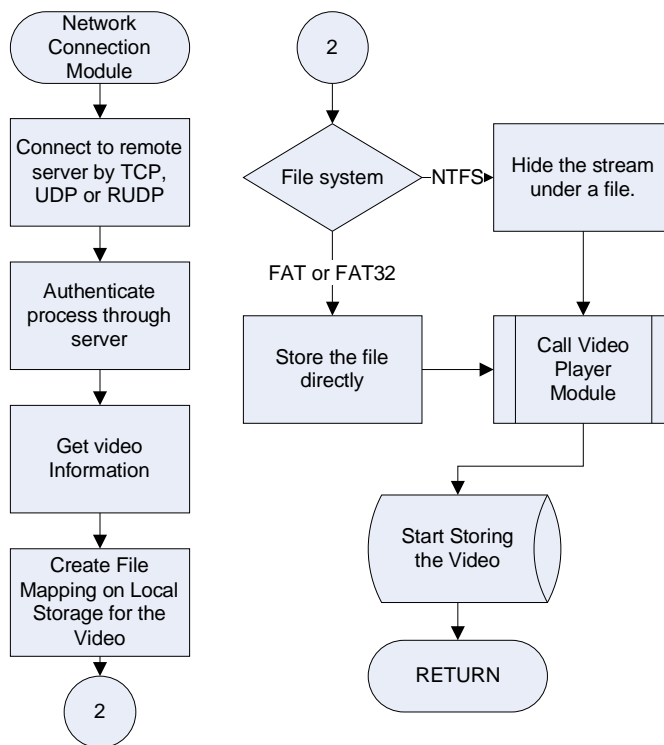 Network
Connection
Module
Connect to remote
server by TCP,
UDP or RUDP
Authenticate
process through
server
Get video
Information
Create File
Mapping on Local
Storage for the
Video
2
2
File system
NTFS
Hide the stream
under a file.
FAT or FAT32
Store the file
directly
Call Video
Player
Module
Start Storing
the Video
RETURN